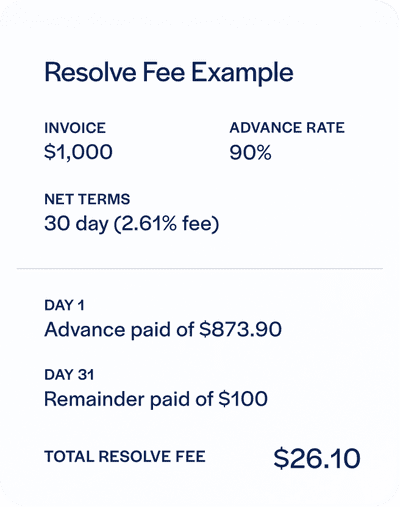 Resolve Fee Example
INVOICE
$1,000
ADVANCE RATE
90%
NET TERMS
30 day (2.61% fee)
DAY 1
Advance paid of $873.90
DAY 31
Remainder paid of $100
TOTAL RESOLVE FEE
$26.10